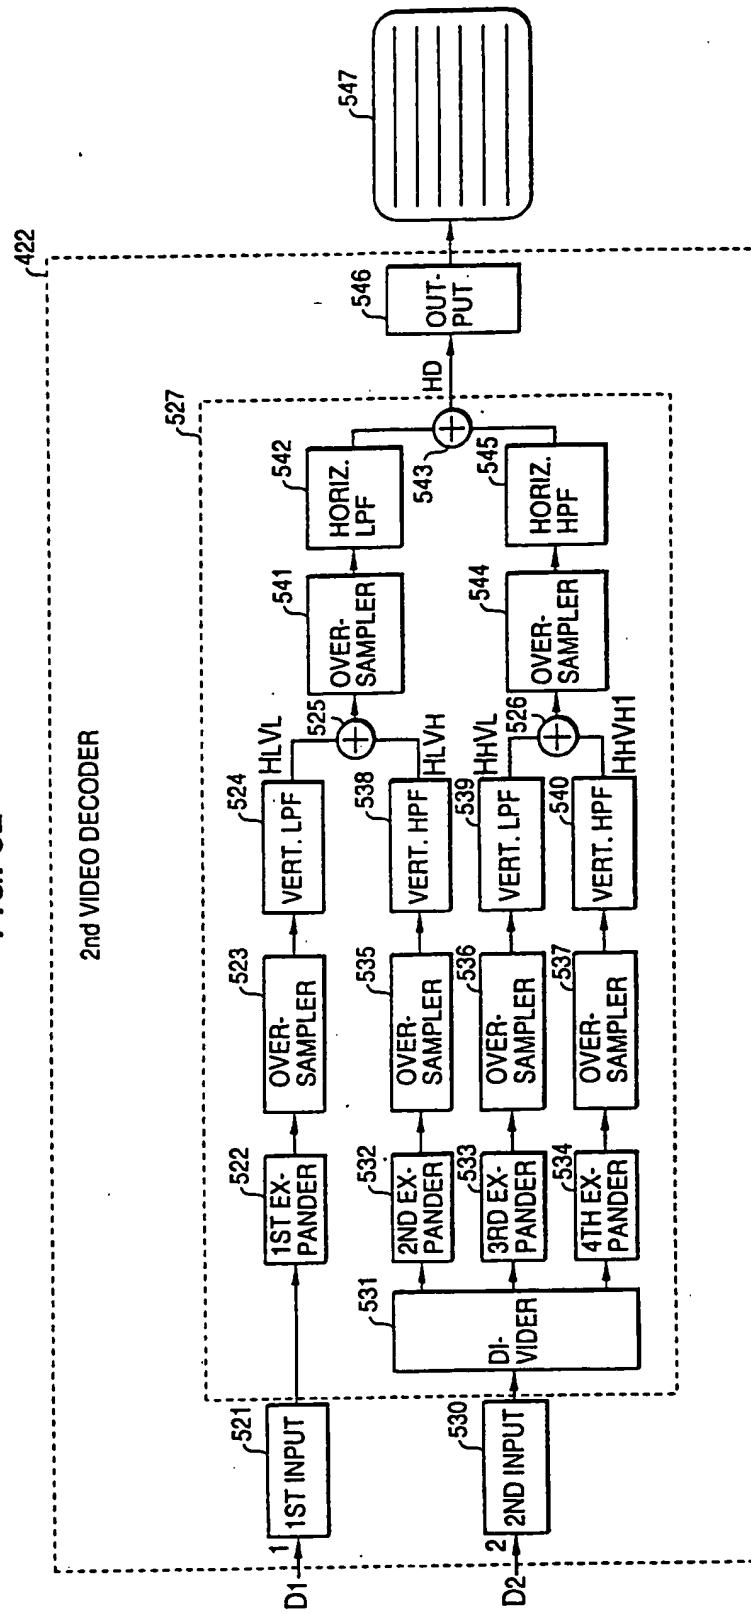 2nd VIDEO DECODER
422
527
D1
1
521
1ST INPUT
522
1ST EX-
PANDER
523
OVER-
SAMPLER
524
VERT. LPF
HLVL
525
541
OVER-
SAMPLER
542
HORIZ.
LPF
D2
2
530
2ND INPUT
531
DI-
VIDER
532
2ND EX-
PANDER
535
OVER-
SAMPLER
538
VERT. HPF
HLVH
533
3RD EX-
PANDER
536
OVER-
SAMPLER
539
VERT. LPF
HHVL
526
544
OVER-
SAMPLER
545
HORIZ.
HPF
534
4TH EX-
PANDER
537
OVER-
SAMPLER
540
VERT. HPF
HHVH1
543
HD
546
OUT-
PUT
547